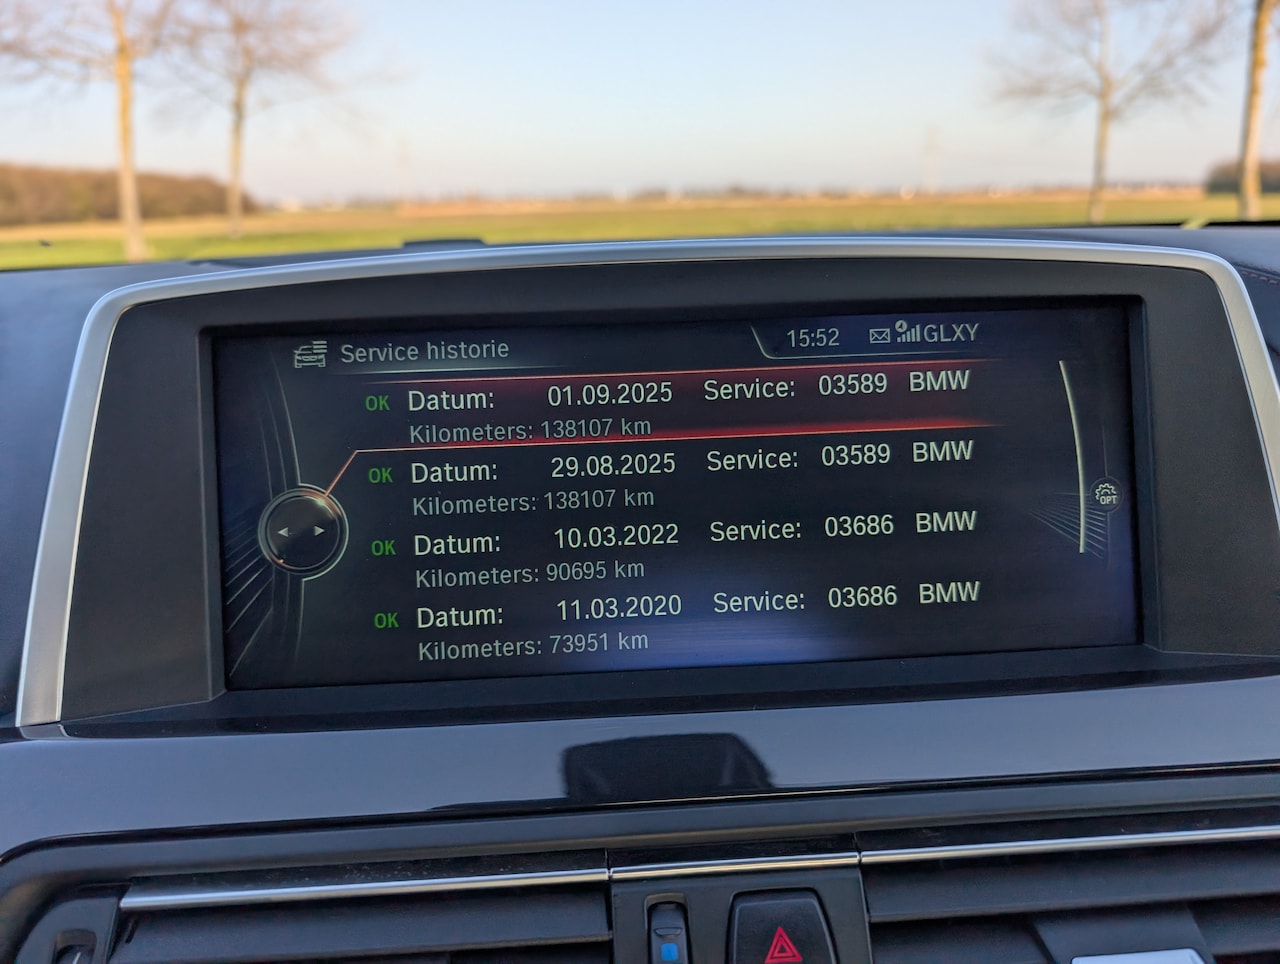 Service historie 15:52 GLXY
OK Datum: 01.09.2025 Service: 03589 BMW
Kilometers: 138107 km
OK Datum: 29.08.2025 Service: 03589 BMW
Kilometers: 138107 km
OK Datum: 10.03.2022 Service: 03686 BMW
Kilometers: 90695 km
OK Datum: 11.03.2020 Service: 03686 BMW
Kilometers: 73951 km
OPT